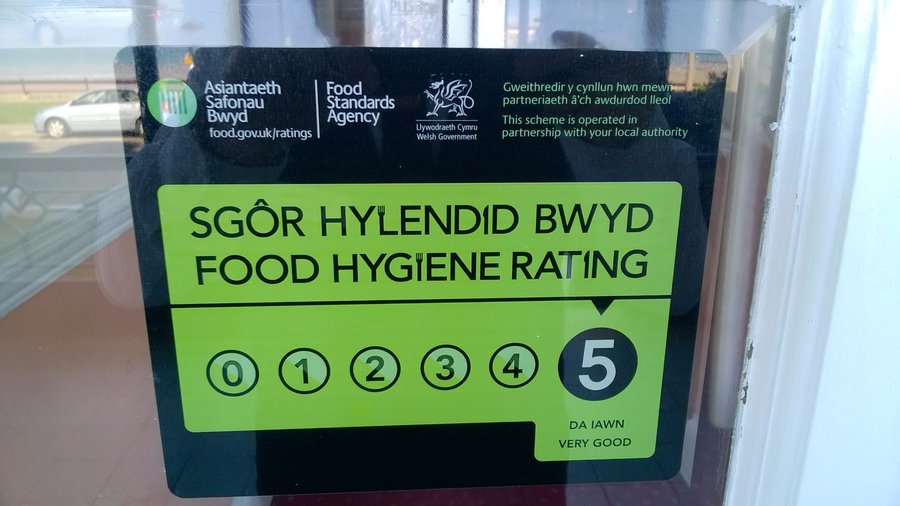 Asiantaeth
Safonau
Bwyd
food.gov.uk/ratings
Food
Standards
Agency
Llywodraeth Cymru
Welsh Government
Gweithredir y cynllun hwn mewn
partneriaeth â'ch awdurdod lleol
This scheme is operated in
partnership with your local authority
SGÔR HYLENDID BWYD
FOOD HYGIENE RATING
0 1 2 3 4 5
DA IAWN
VERY GOOD